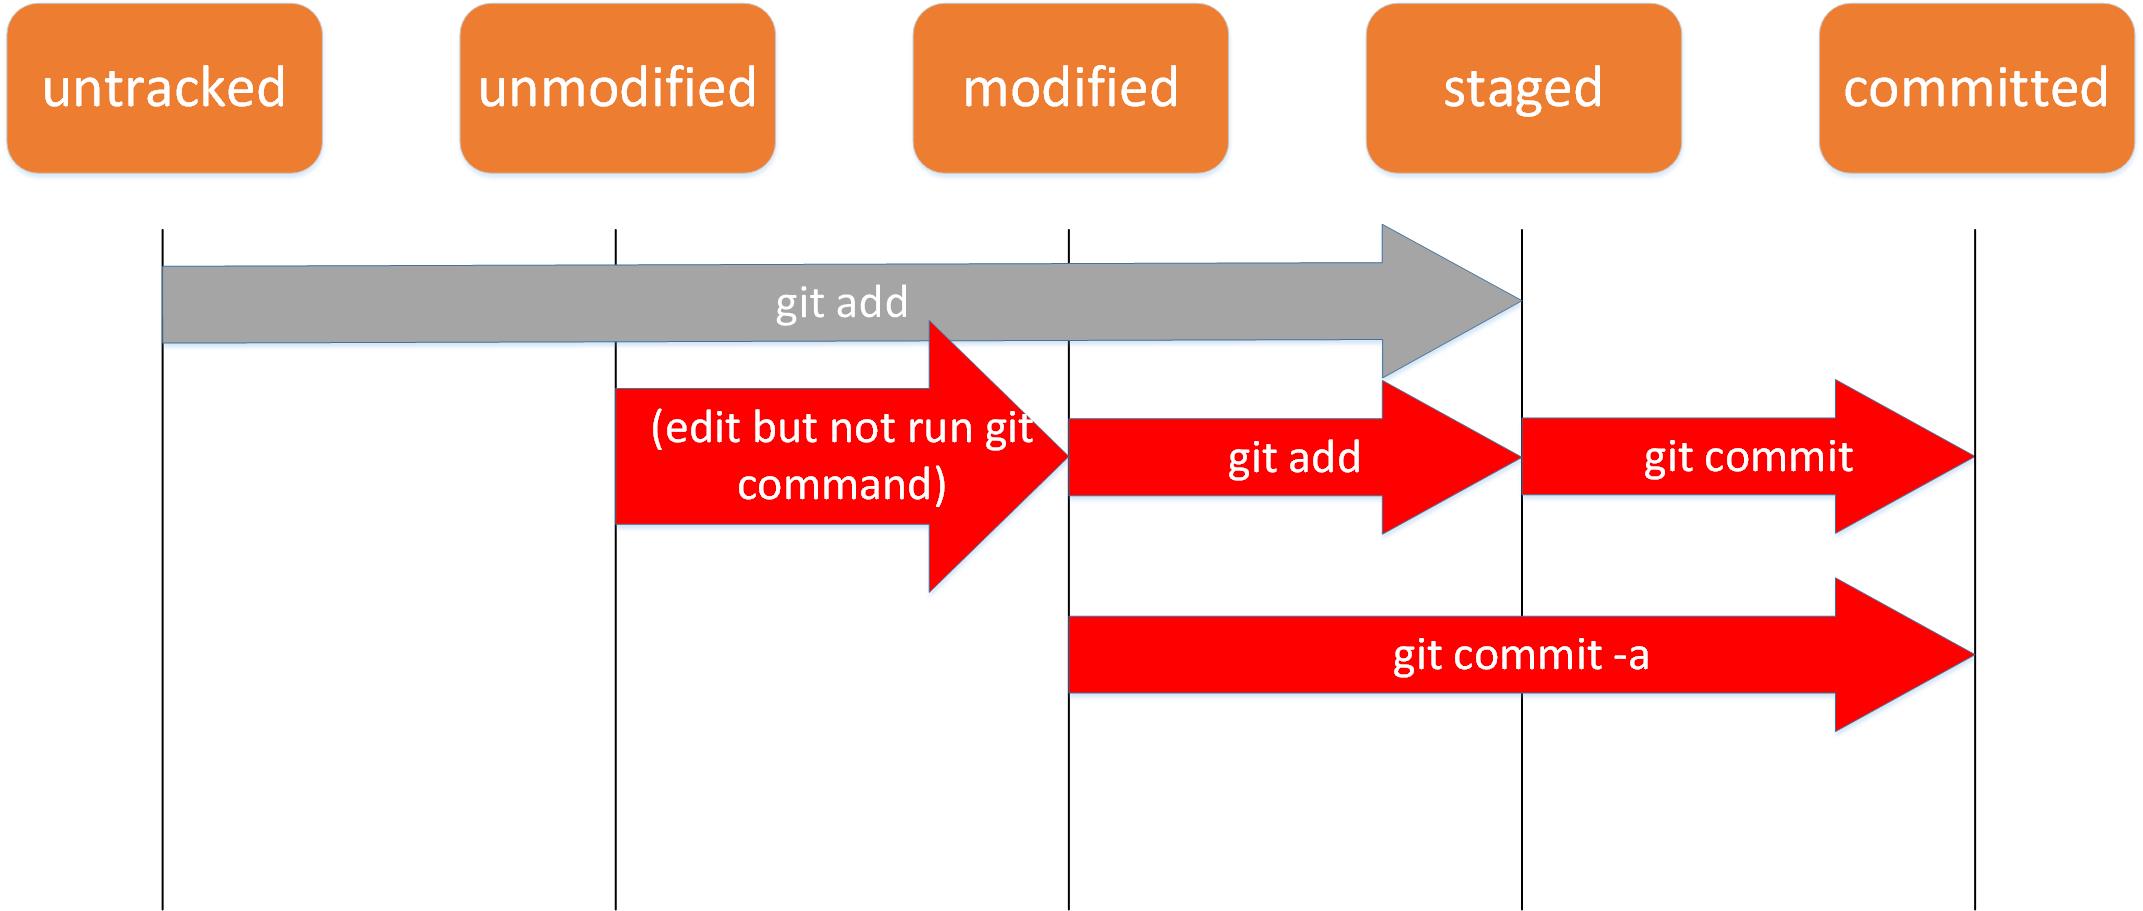 untracked
unmodified
modified
staged
committed
git add
(edit but not run git
command)
git add
git commit
git commit -a